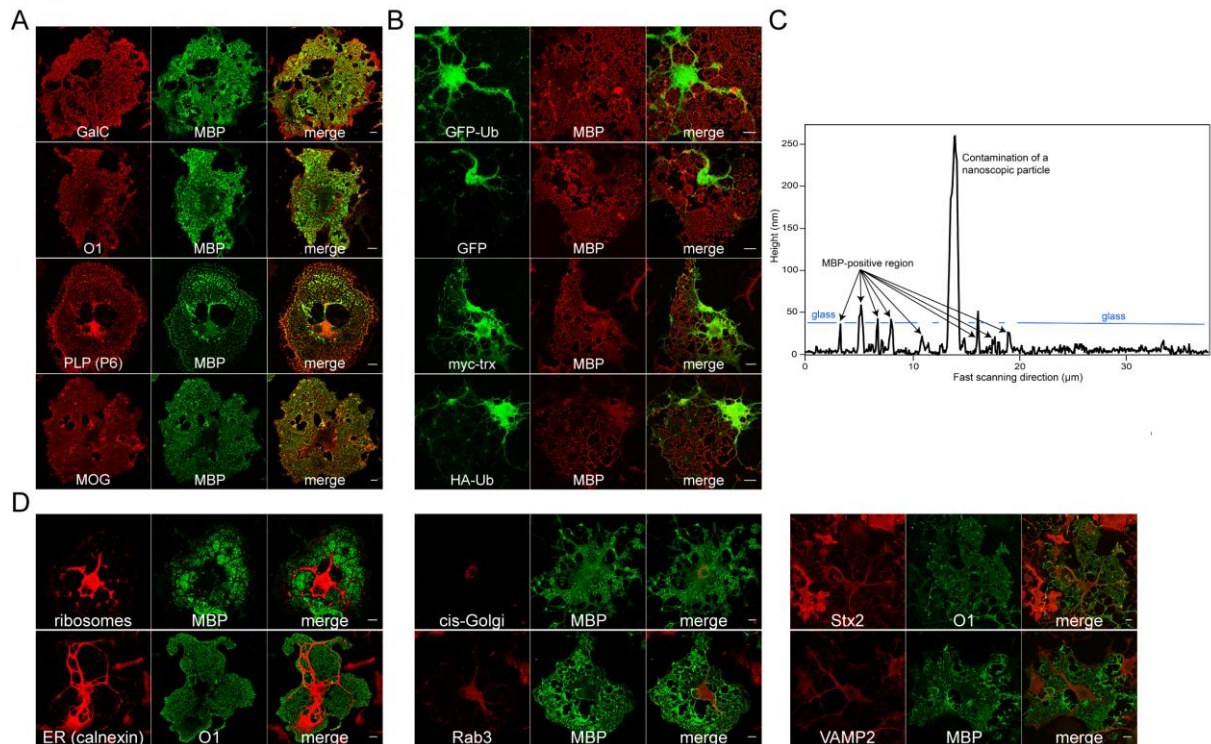 A
GalC MBP merge
O1 MBP merge
PLP (P6) MBP merge
MOG MBP merge
B
GFP-Ub MBP merge
GFP MBP merge
myc-trx MBP merge
HA-Ub MBP merge
C
Height (nm)
250
200
150
100
50
0
Contamination of a
nanoscopic particle
MBP-positive region
glass glass
0 10 20 30
Fast scanning direction (µm)
D
ribosomes MBP merge
ER (calnexin) O1 merge
cis-Golgi MBP merge
Rab3 MBP merge
Stx2 O1 merge
VAMP2 MBP merge